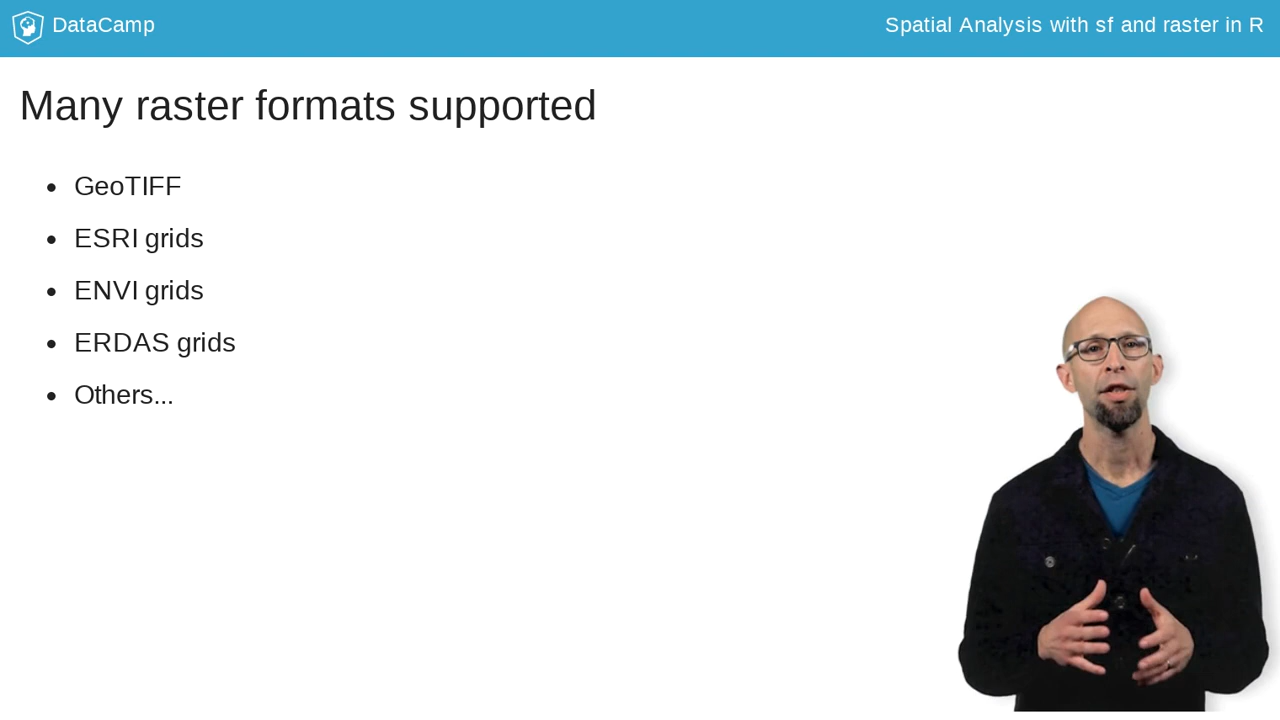 DataCamp
Spatial Analysis with sf and raster in R
Many raster formats supported
• GeoTIFF
• ESRI grids
• ENVI grids
• ERDAS grids
• Others...